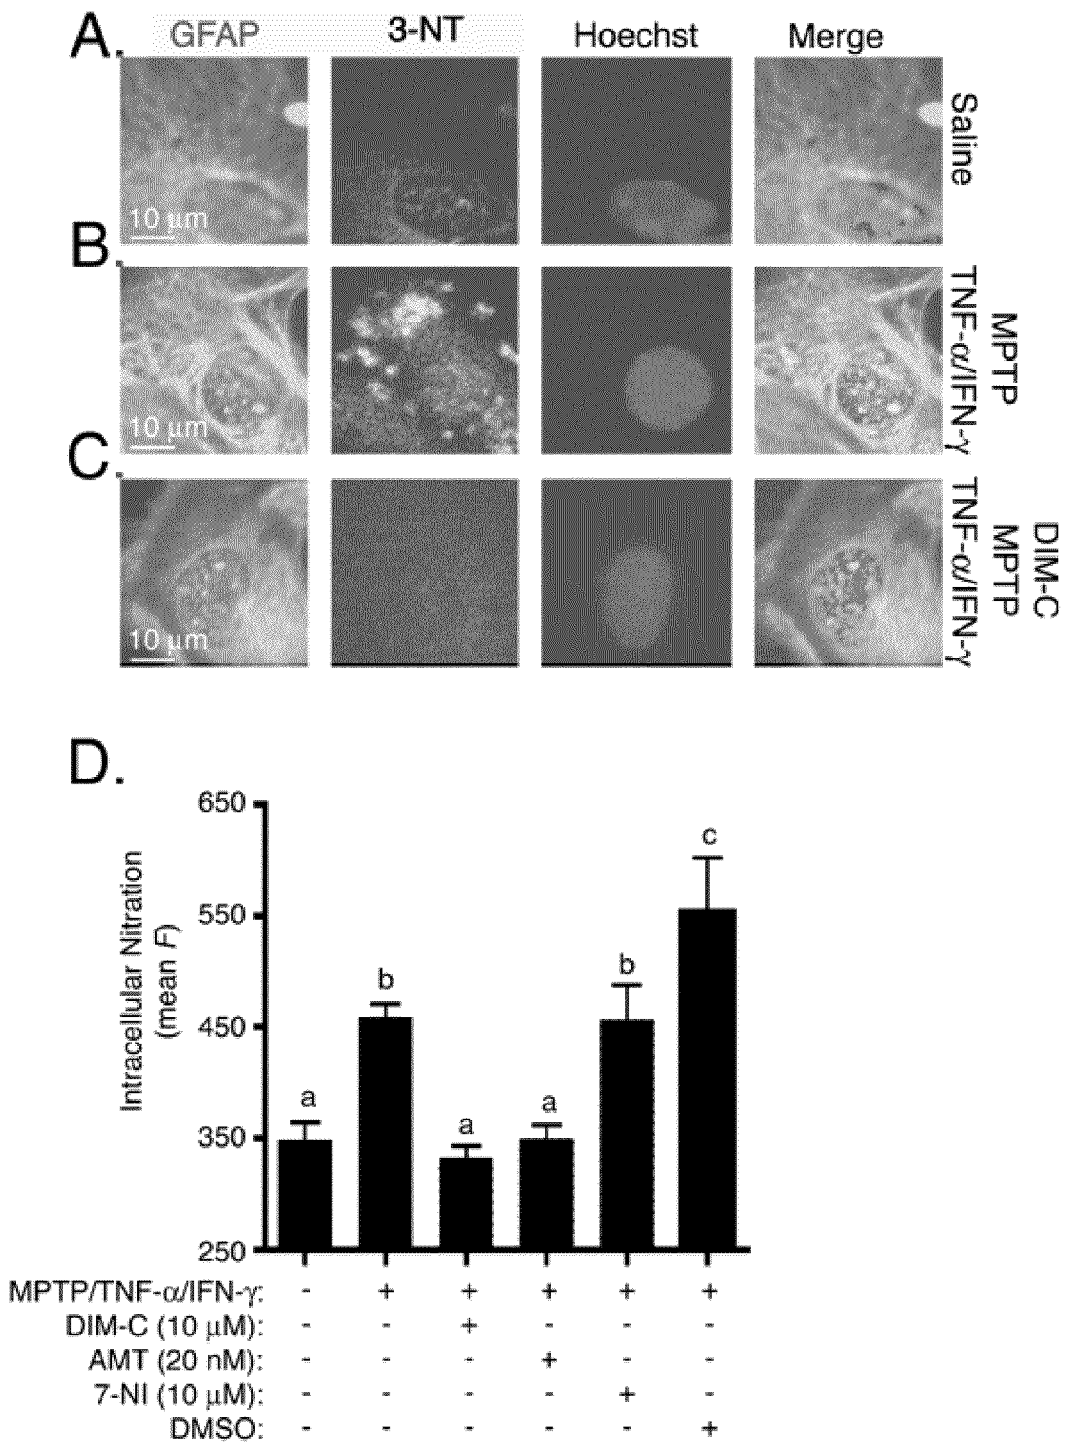 A.
GFAP 3-NT Hoechst Merge
Saline
10 μm
B.
MPTP
TNF-α/IFN-γ
10 μm
C.
DIM-C
MPTP
TNF-α/IFN-γ
10 μm
D.
Intracellular Nitration
(mean F)
650
550
450
350
250
a b a a b c
MPTP/TNF-α/IFN-γ: - + + + + +
DIM-C (10 μM): - - + - - -
AMT (20 nM): - - - + - -
7-NI (10 μM): - - - - + -
DMSO: - - - - - +